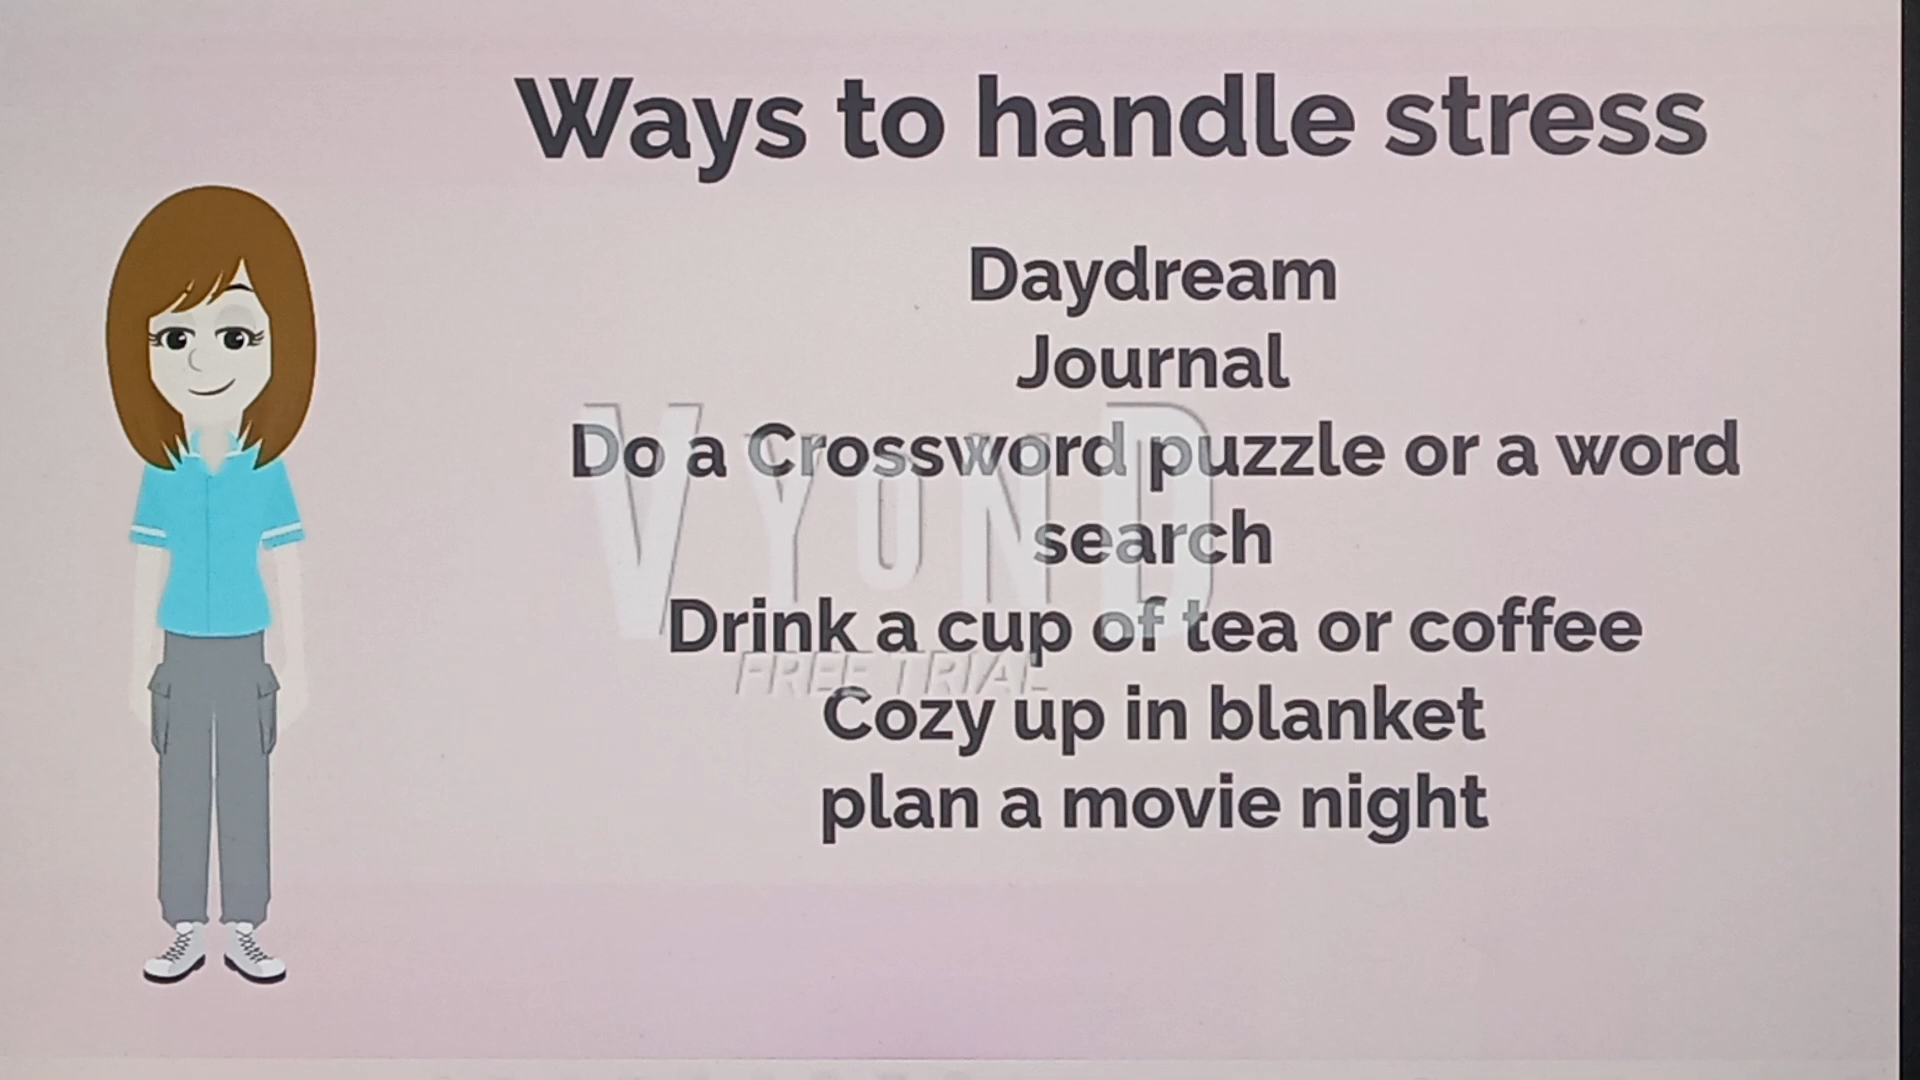 Ways to handle stress
Daydream
Journal
Do a Crossword puzzle or a word
search
Drink a cup of tea or coffee
Cozy up in blanket
plan a movie night
VYOND
FREE TRIAL